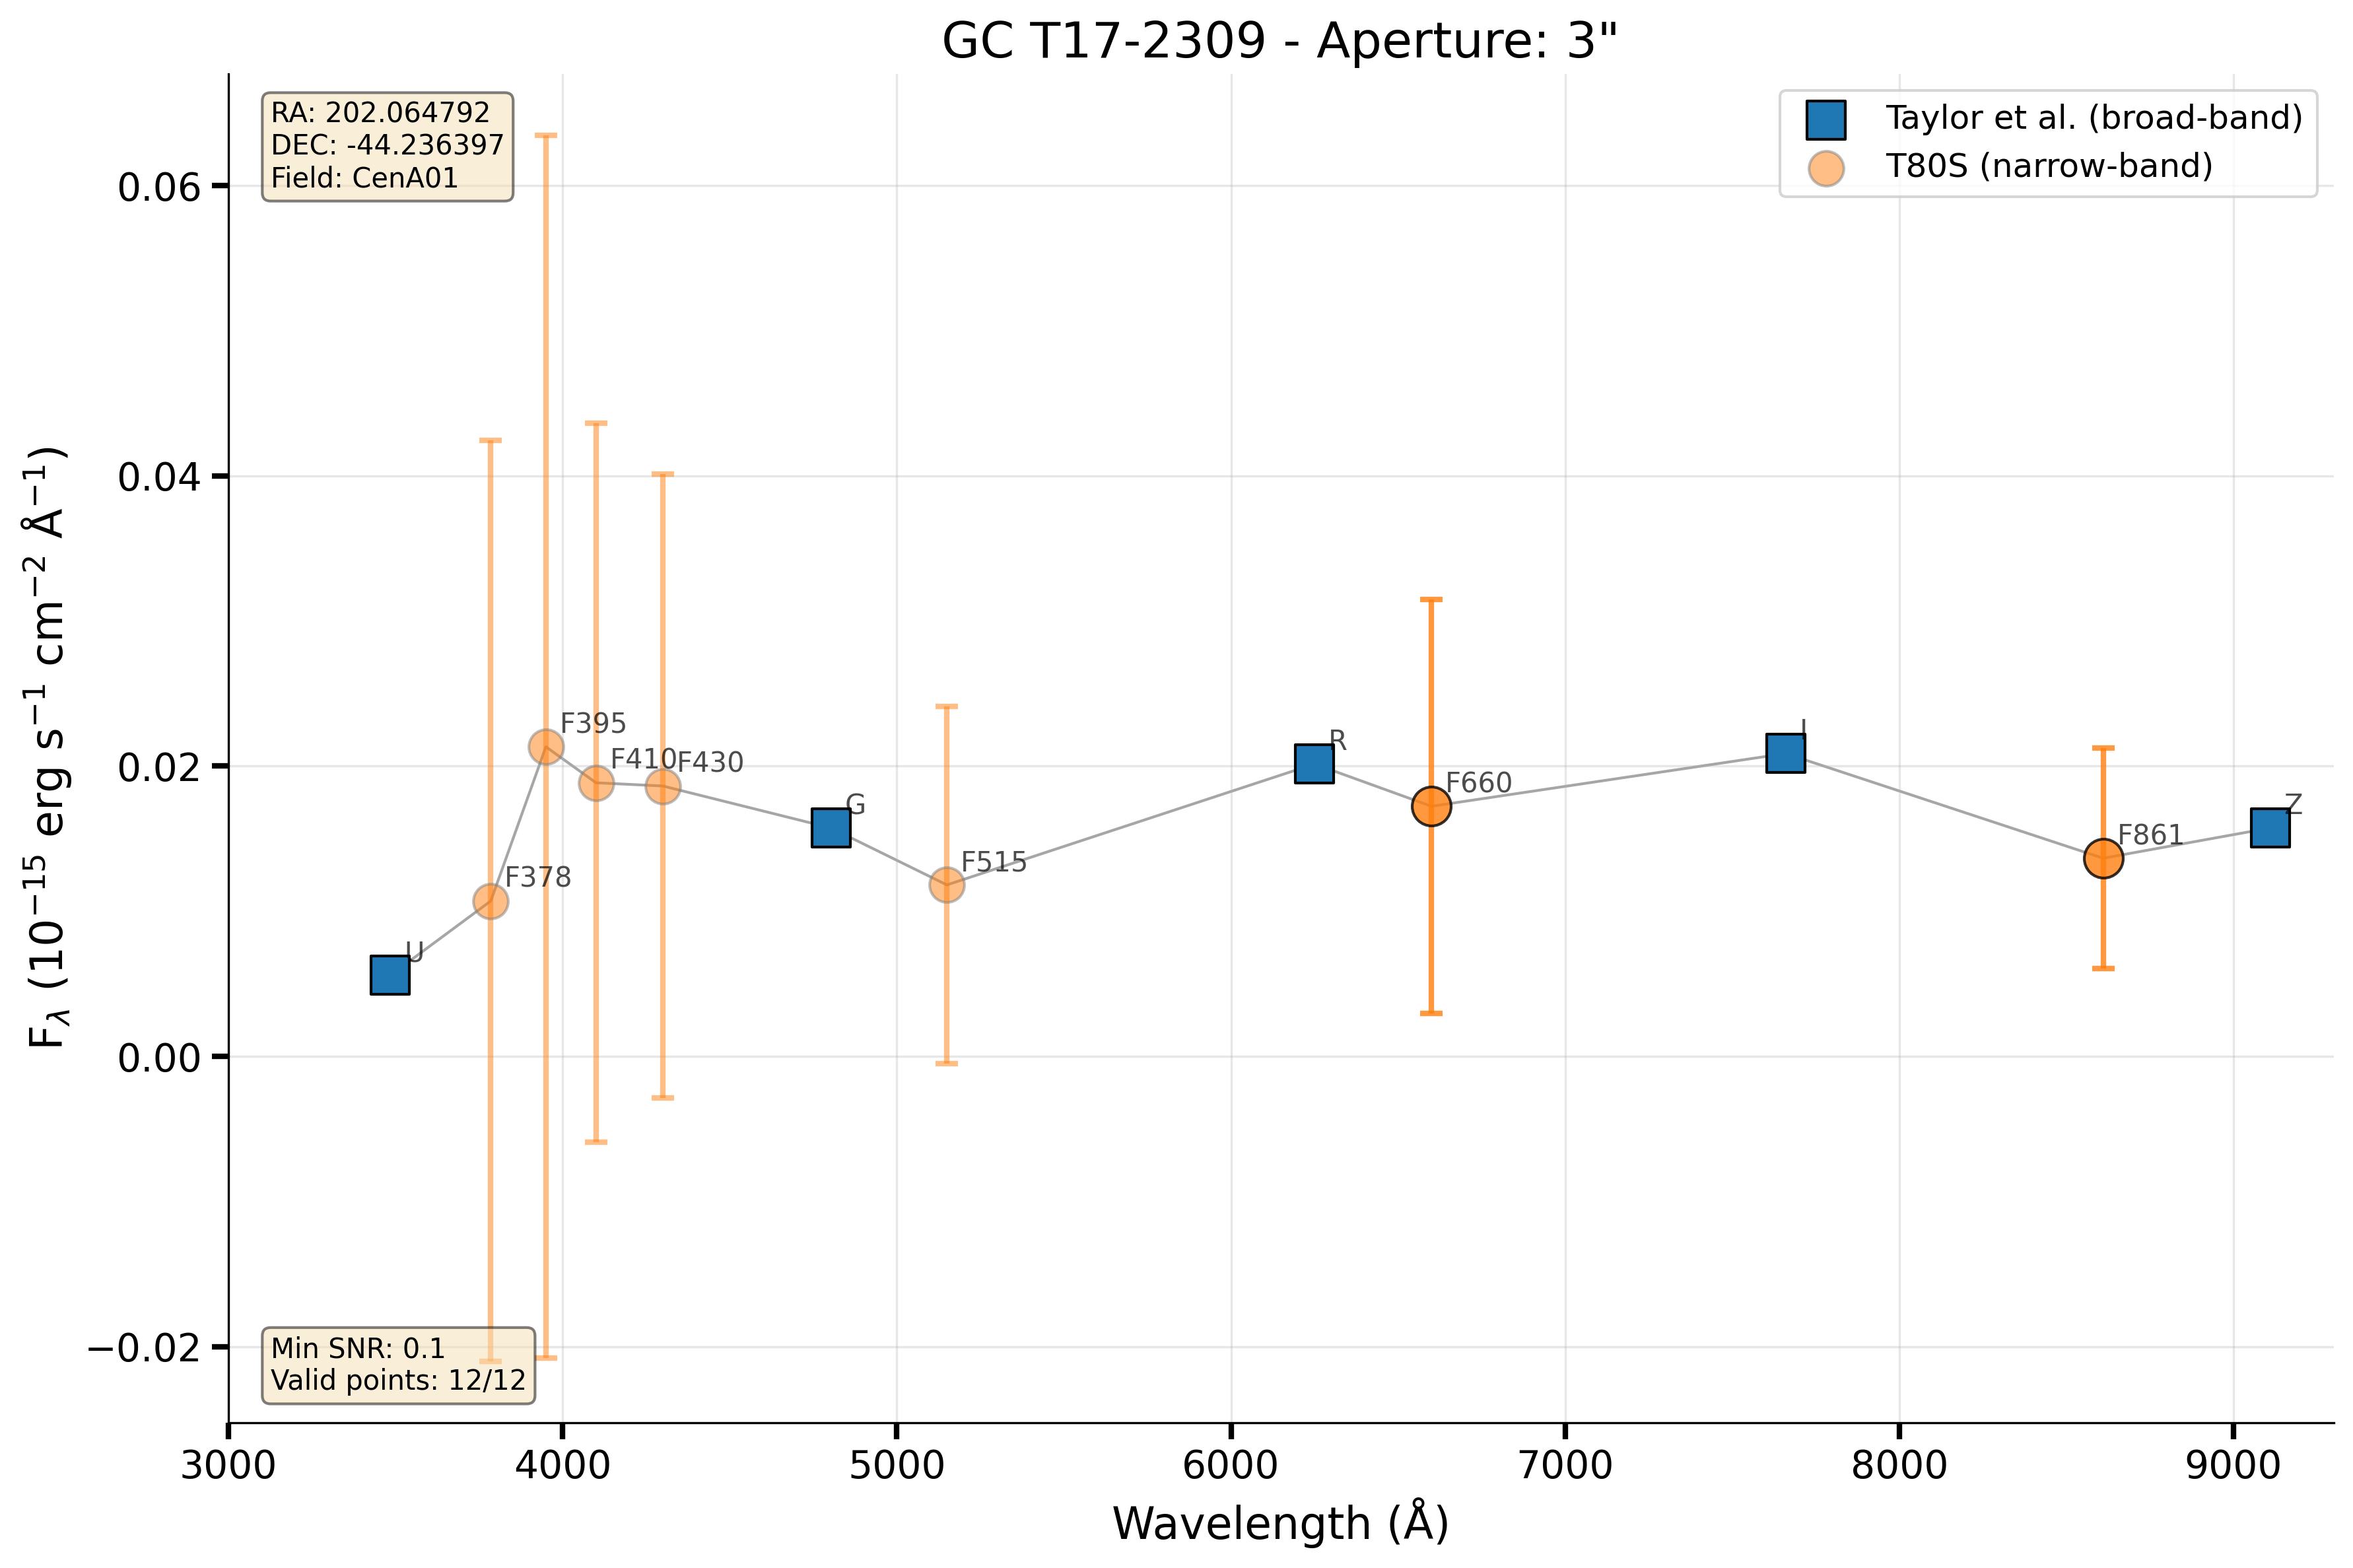 GC T17-2309 - Aperture: 3"
RA: 202.064792
DEC: -44.236397
Field: CenA01
Taylor et al. (broad-band)
T80S (narrow-band)
0.06
0.04
0.02
0.00
−0.02
F_λ (10⁻¹⁵ erg s⁻¹ cm⁻² Å⁻¹)
U
F378
F395
F410
F430
G
F515
R
F660
I
F861
Z
Min SNR: 0.1
Valid points: 12/12
3000 4000 5000 6000 7000 8000 9000
Wavelength (Å)